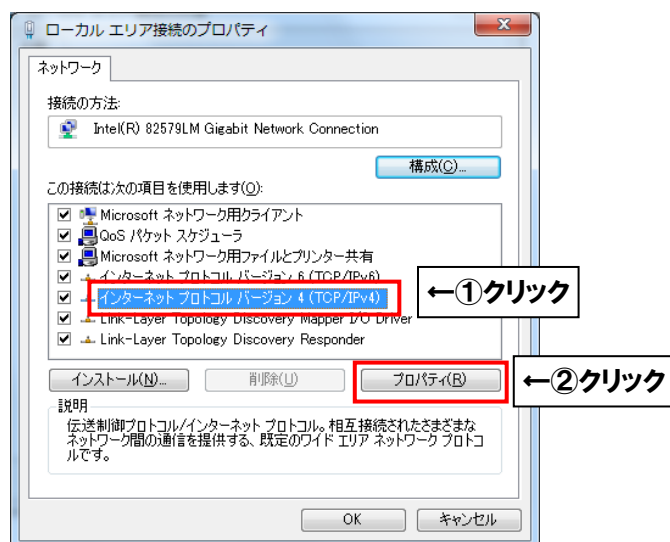 ローカル エリア接続のプロパティ
ネットワーク
接続の方法:
Intel(R) 82579LM Gigabit Network Connection
構成(C)...
この接続は次の項目を使用します(O):
Microsoft ネットワーク用クライアント
QoS パケット スケジューラ
Microsoft ネットワーク用ファイルとプリンター共有
インターネット プロトコル バージョン 6 (TCP/IPv6)
インターネット プロトコル バージョン 4 (TCP/IPv4)
←①クリック
Link-Layer Topology Discovery Mapper I/O Driver
Link-Layer Topology Discovery Responder
インストール(N)...
削除(U)
プロパティ(R)
←②クリック
説明
伝送制御プロトコル/インターネット プロトコル。相互接続されたさまざまな
ネットワーク間の通信を提供する、既定のワイド エリア ネットワーク プロトコ
ルです。
OK
キャンセル